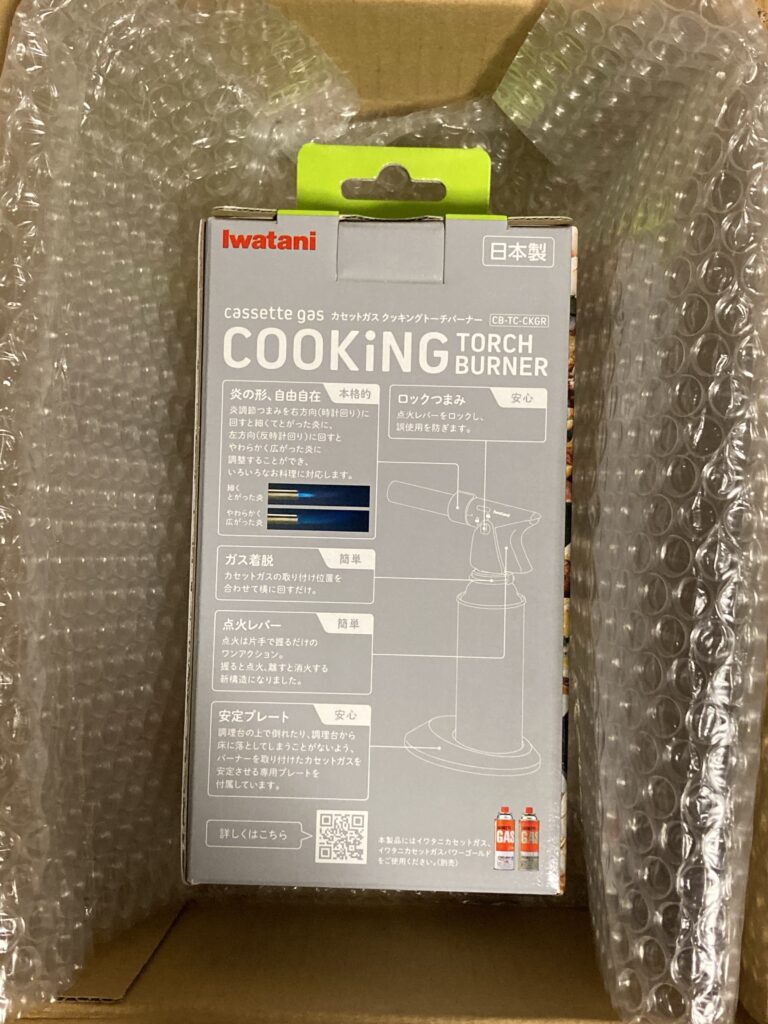 Iwatani
日本製
cassette gas カセットガス クッキングトーチバーナー CB-TC-CKGR
COOKiNG TORCH BURNER
炎の形、自由自在 本格的
炎調節つまみを右方向(時計回り)に
回すと細くてとがった炎に、
左方向(反時計回り)に回すと
やわらかく広がった炎に
調整することができ、
いろいろなお料理に対応します。
細く
とがった炎
やわらかく
広がった炎
ロックつまみ 安心
点火レバーをロックし、
誤使用を防ぎます。
Iwatani
ガス着脱 簡単
カセットガスの取り付け位置を
合わせて横に回すだけ。
点火レバー 簡単
点火は片手で握るだけの
ワンアクション。
握ると点火、離すと消火する
新構造になりました。
安定プレート 安心
調理台の上で倒れたり、調理台から
床に落としてしまうことがないよう、
バーナーを取り付けたカセットガスを
安定させる専用プレートを
付属しています。
詳しくはこちら
本製品にはイワタニカセットガス、
イワタニカセットガスパワーゴールド
をご使用ください。(別売)
GAS
GAS